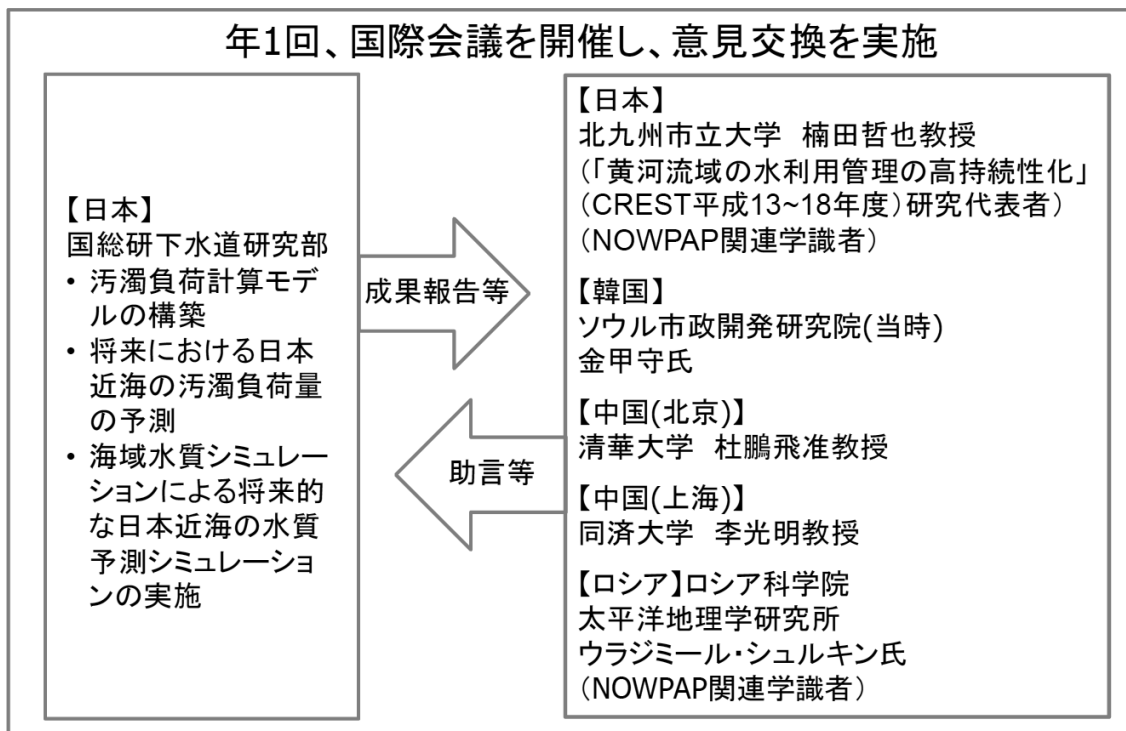 年1回、国際会議を開催し、意見交換を実施
【日本】
国総研下水道研究部
• 汚濁負荷計算モデ
ルの構築
• 将来における日本
近海の汚濁負荷量
の予測
• 海域水質シミュレー
ションによる将来的
な日本近海の水質
予測シミュレーショ
ンの実施
成果報告等
助言等
【日本】
北九州市立大学 楠田哲也教授
(「黄河流域の水利用管理の高持続性化」
(CREST平成13~18年度)研究代表者)
(NOWPAP関連学識者)
【韓国】
ソウル市政開発研究院(当時)
金甲守氏
【中国(北京)】
清華大学 杜鵬飛准教授
【中国(上海)】
同済大学 李光明教授
【ロシア】ロシア科学院
太平洋地理学研究所
ウラジミール・シュルキン氏
(NOWPAP関連学識者)